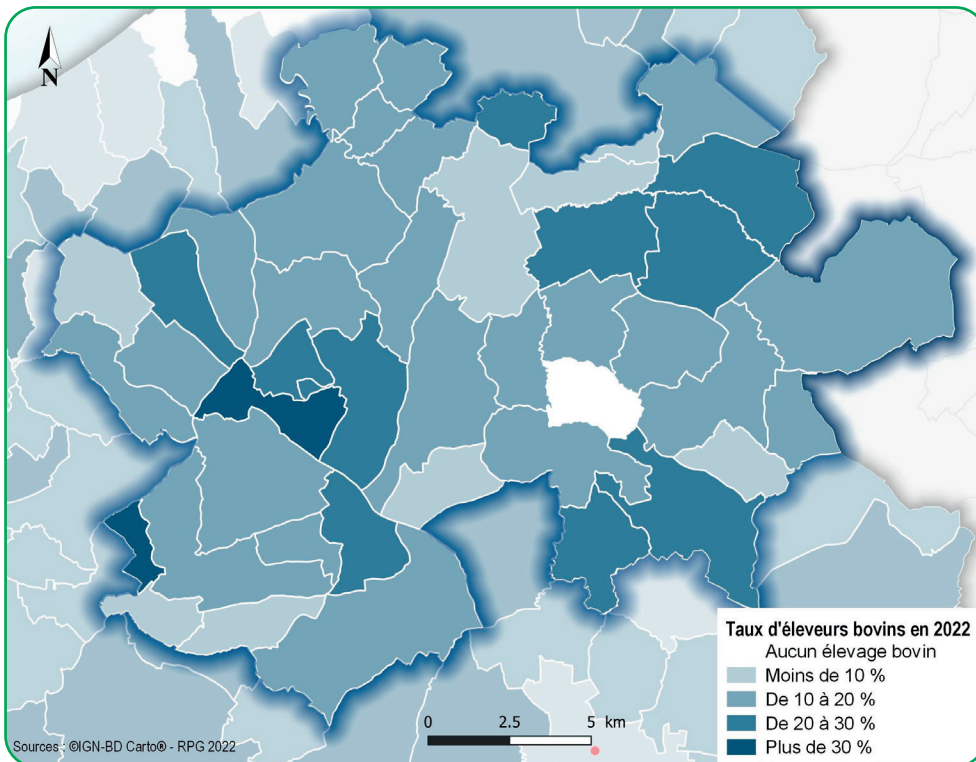 N
Taux d'éleveurs bovins en 2022
Aucun élevage bovin
Moins de 10 %
De 10 à 20 %
De 20 à 30 %
Plus de 30 %
0 2.5 5 km
Sources : ©IGN-BD Carto® - RPG 2022